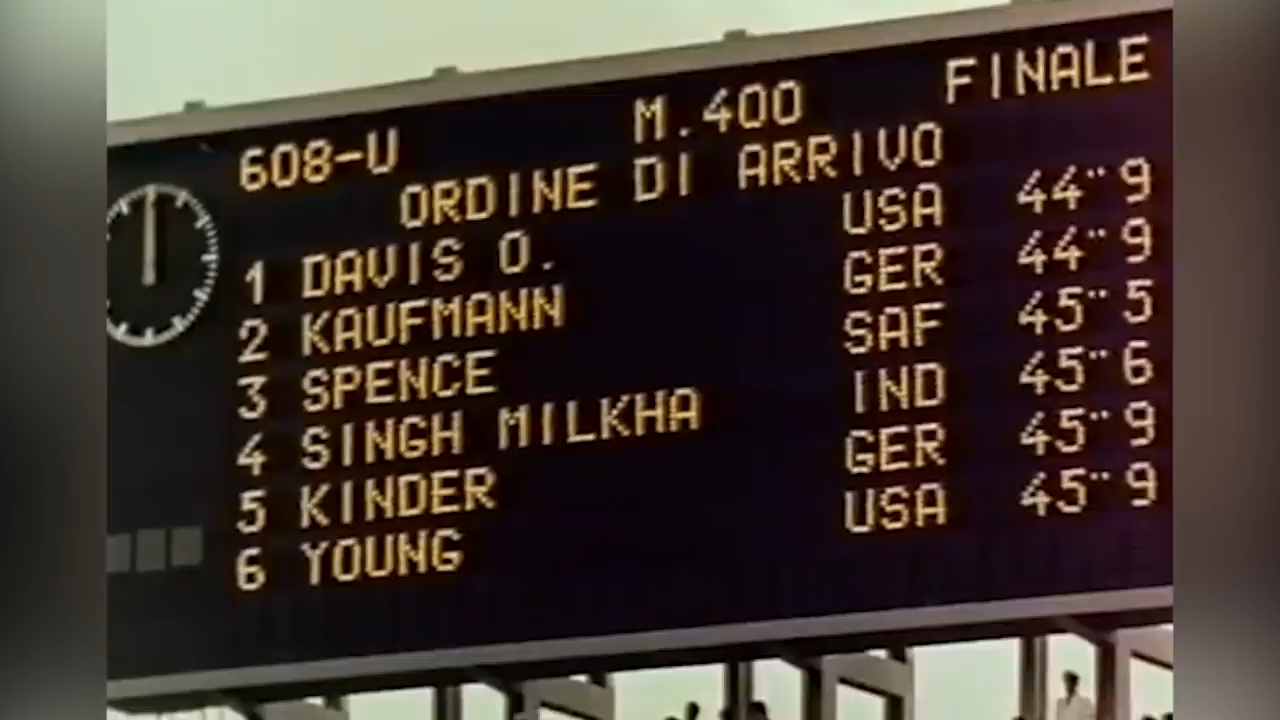 608-U M.400 FINALE
ORDINE DI ARRIVO
1 DAVIS O. USA 44"9
2 KAUFMANN GER 44"9
3 SPENCE SAF 45"5
4 SINGH MILKHA IND 45"6
5 KINDER GER 45"9
6 YOUNG USA 45"9